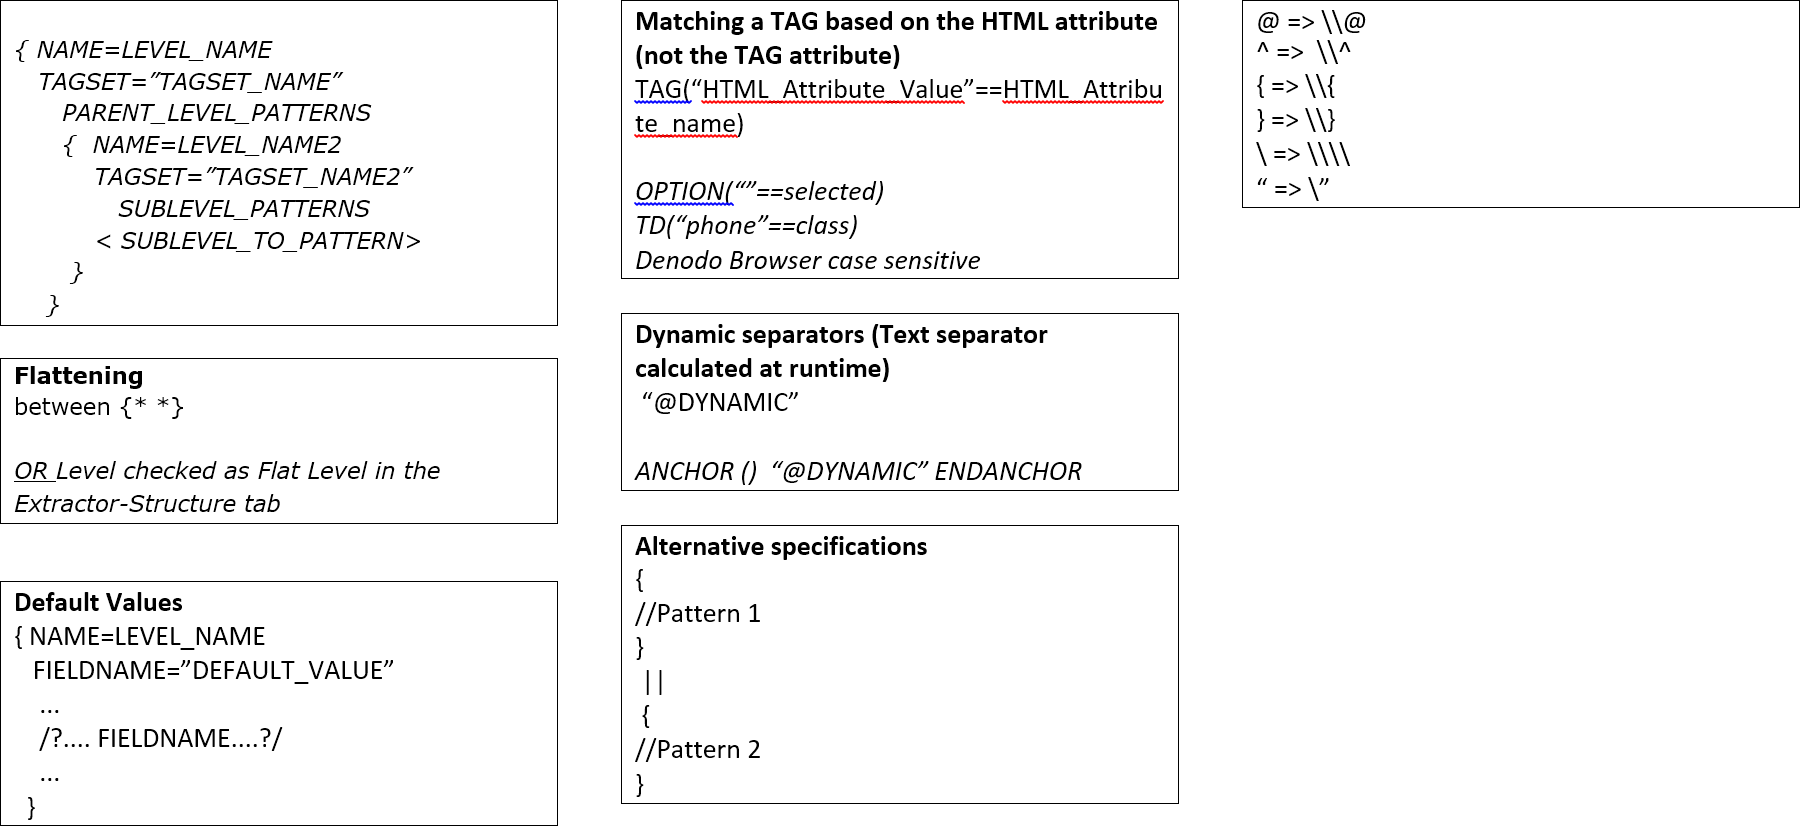 { NAME=LEVEL_NAME
TAGSET=”TAGSET_NAME”
PARENT_LEVEL_PATTERNS
{ NAME=LEVEL_NAME2
TAGSET=”TAGSET_NAME2”
SUBLEVEL_PATTERNS
< SUBLEVEL_TO_PATTERN>
}
}
Flattening
between {* *}
OR Level checked as Flat Level in the
Extractor-Structure tab
Default Values
{ NAME=LEVEL_NAME
FIELDNAME=”DEFAULT_VALUE”
...
/?.... FIELDNAME....?/
...
}
Matching a TAG based on the HTML attribute
(not the TAG attribute)
TAG(“HTML_Attribute_Value”==HTML_Attribu
te_name)
OPTION(“”==selected)
TD(“phone”==class)
Denodo Browser case sensitive
Dynamic separators (Text separator
calculated at runtime)
“@DYNAMIC”
ANCHOR () “@DYNAMIC” ENDANCHOR
Alternative specifications
{
//Pattern 1
}
||
{
//Pattern 2
}
@ => \\@
^ => \\^
{ => \\{
} => \\}
\ => \\\\
“ => \”